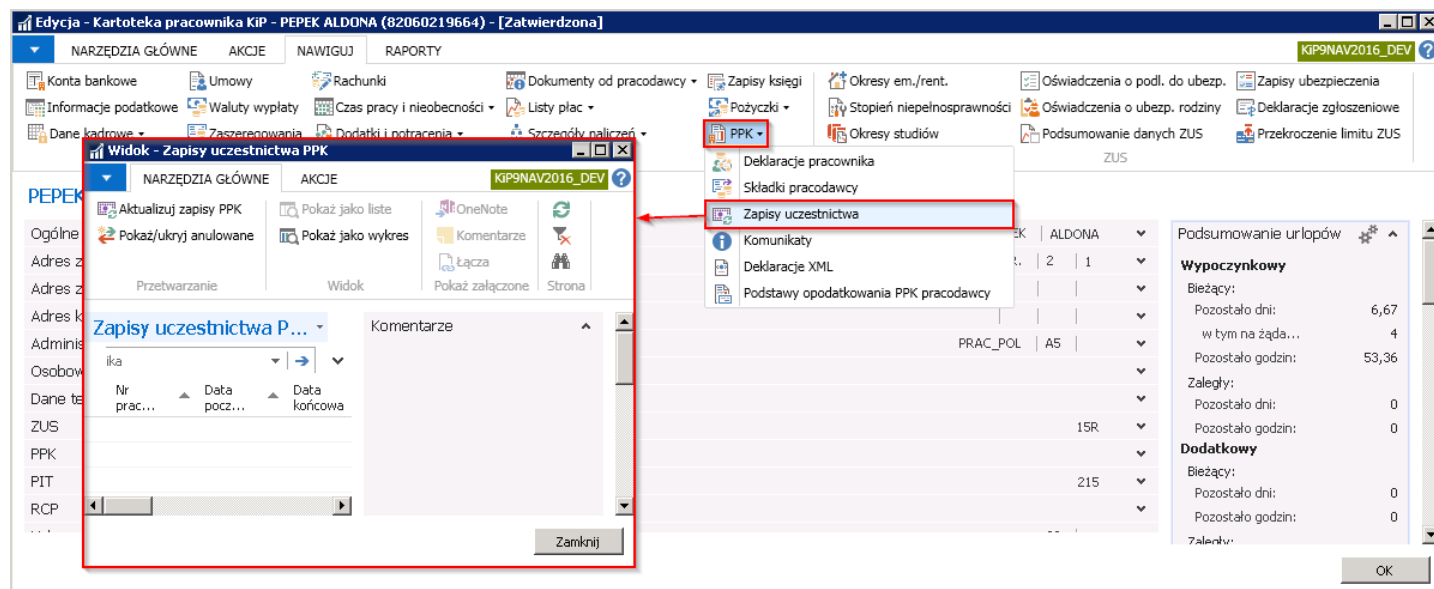 Edycja - Kartoteka pracownika KiP - PEPEK ALDONA (82060219664) - [Zatwierdzona]
NARZĘDZIA GŁÓWNE AKCJE NAWIGUJ RAPORTY KiP9NAV2016_DEV
Konta bankowe Umowy Rachunki Dokumenty od pracodawcy Zapisy księgi Okresy em./rent. Oświadczenia o podl. do ubezp. Zapisy ubezpieczenia
Informacje podatkowe Waluty wypłaty Czas pracy i nieobecności Listy płac Pożyczki Stopień niepełnosprawności Oświadczenia o ubezp. rodziny Deklaracje zgłoszeniowe
Dane kadrowe Zaszeregowania Dodatki i potrącenia Szczegóły naliczeń PPK Okresy studiów Podsumowanie danych ZUS Przekroczenie limitu ZUS
ZUS
Deklaracje pracownika
Składki pracodawcy
Zapisy uczestnictwa
Komunikaty
Deklaracje XML
Podstawy opodatkowania PPK pracodawcy
Widok - Zapisy uczestnictwa PPK
NARZĘDZIA GŁÓWNE AKCJE KiP9NAV2016_DEV
Aktualizuj zapisy PPK Pokaż jako liste OneNote
Pokaż/ukryj anulowane Pokaż jako wykres Komentarze
Łącza
Przetwarzanie Widok Pokaż załączone Strona
Zapisy uczestnictwa P... Komentarze
ika
Nr prac... Data pocz... Data końcowa
Zamknij
PEPEK
Ogólne EK ALDONA
Adres z 2 1
Adres z
Adres k
Adminis PRAC_POL A5
Osobow
Dane te
ZUS 15R
PPK
PIT 215
RCP
Podsumowanie urlopów
Wypoczynkowy
Bieżący:
Pozostało dni: 6,67
w tym na żąda... 4
Pozostało godzin: 53,36
Zaległy:
Pozostało dni: 0
Pozostało godzin: 0
Dodatkowy
Bieżący:
Pozostało dni: 0
Pozostało godzin: 0
Zaległy:
OK